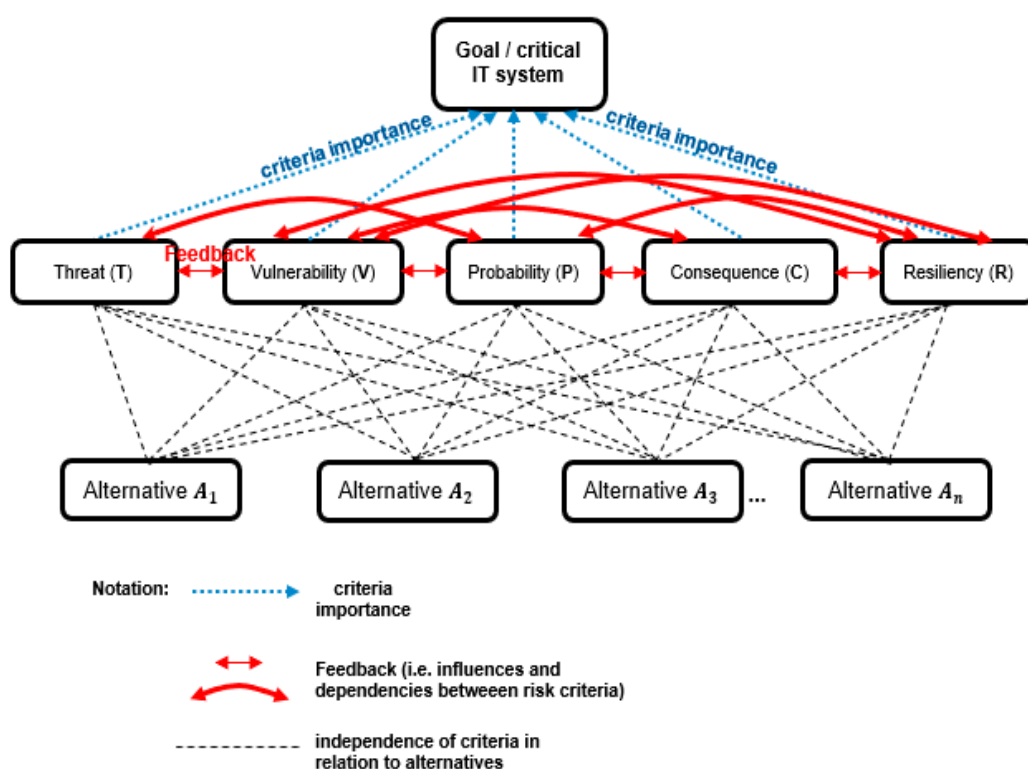 Goal / critical
IT system
criteria importance
criteria importance
Feedback
Threat (T)
Vulnerability (V)
Probability (P)
Consequence (C)
Resiliency (R)
Alternative A₁
Alternative A₂
Alternative A₃
...
Alternative Aₙ
Notation:
criteria
importance
Feedback (i.e. influences and
dependencies betweeen risk criteria)
independence of criteria in
relation to alternatives